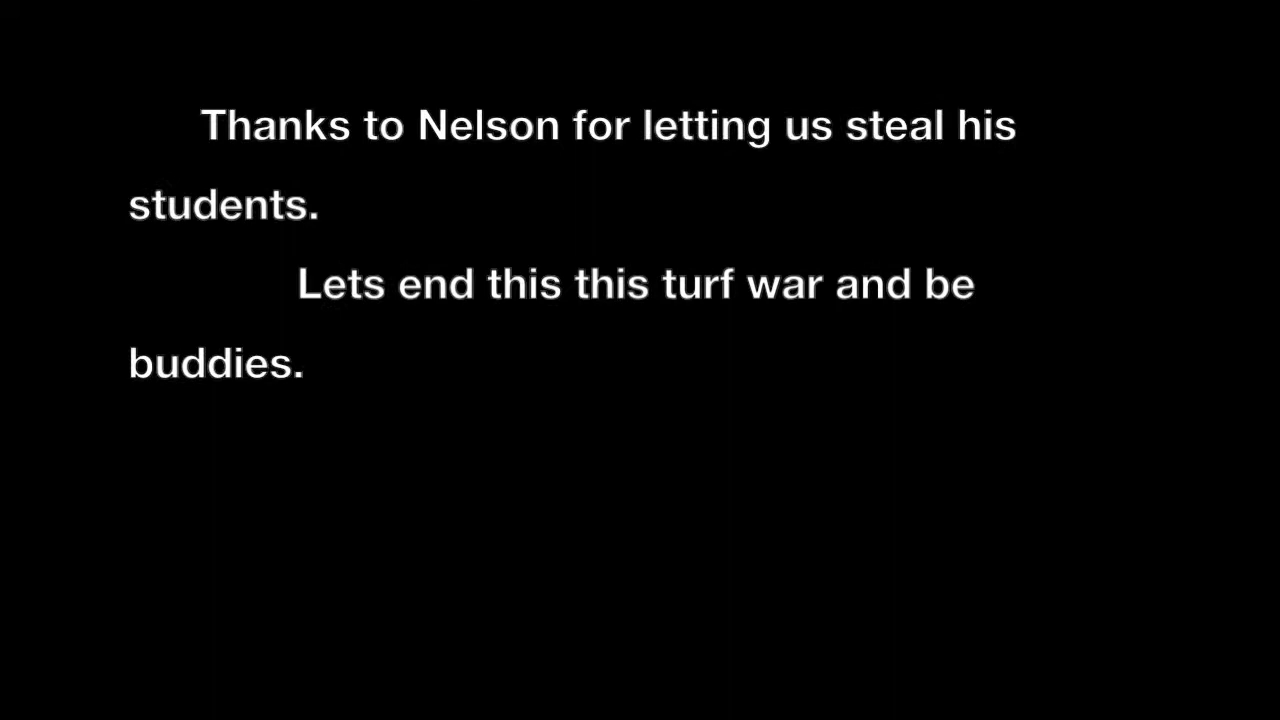 Thanks to Nelson for letting us steal his
students.
Lets end this this turf war and be
buddies.